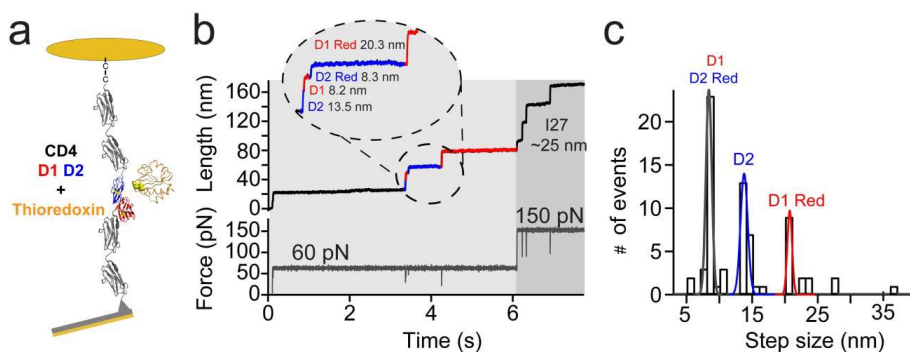 a
C
C
CD4
D1 D2
+
Thioredoxin
b
D1 Red 20.3 nm
D2 Red 8.3 nm
D1 8.2 nm
D2 13.5 nm
160
120
80
40
0
Length (nm)
I27
~25 nm
150
100
50
0
Force (pN)
60 pN
150 pN
0
2
4
6
Time (s)
c
D1
D2 Red
D2
D1 Red
20
15
10
5
0
# of events
5
15
25
35
Step size (nm)